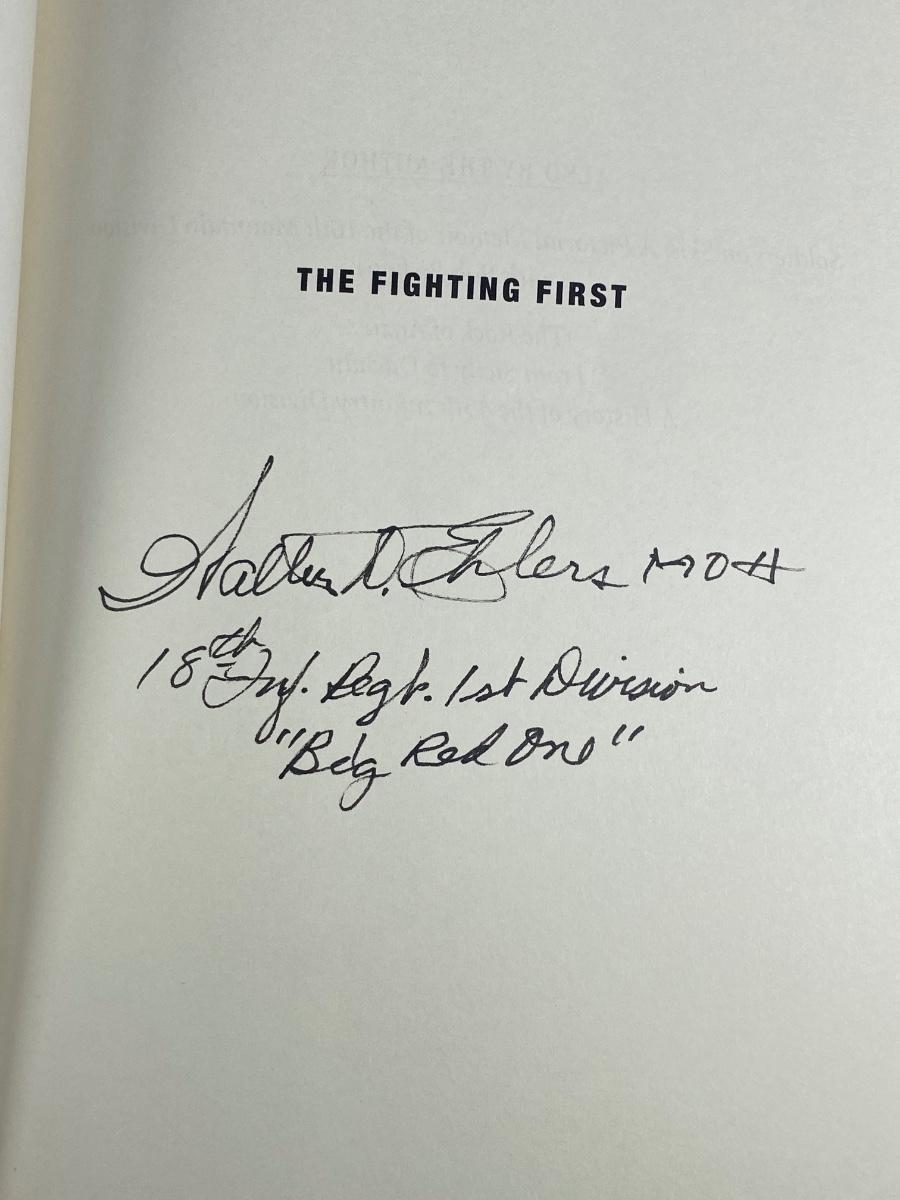 THE FIGHTING FIRST
Walter D. Ehlers MOH
18th Inf. Regt. 1st Division
"Big Red One"